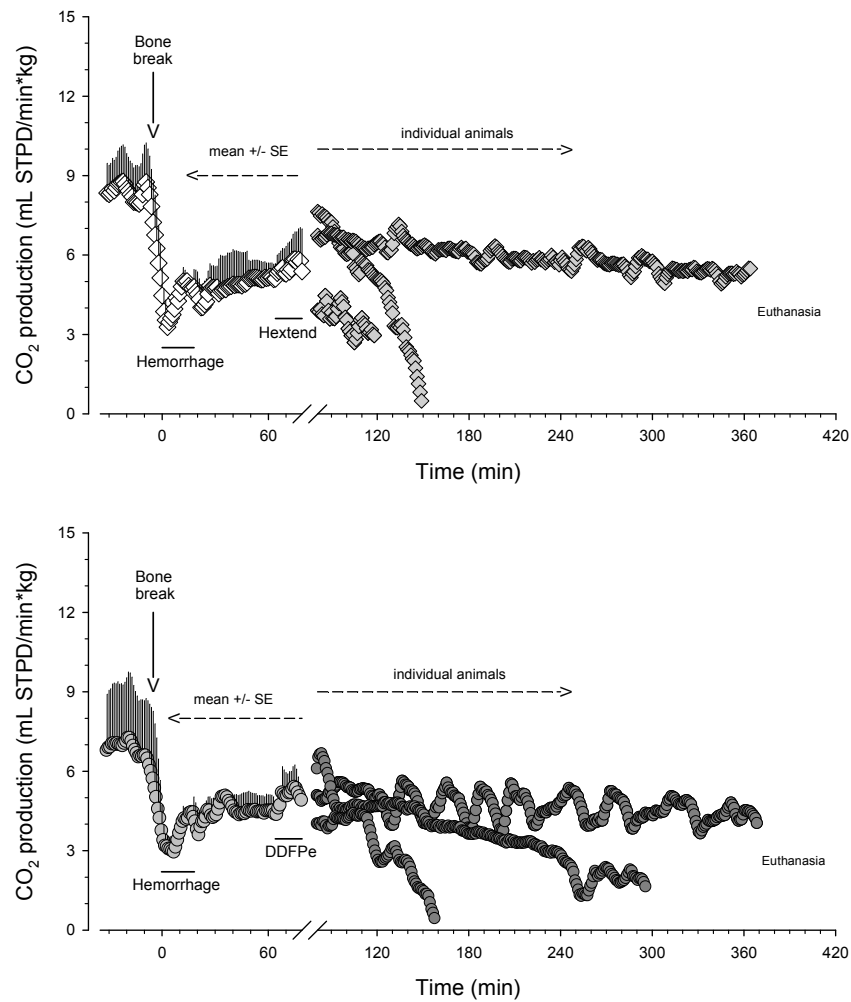 15
Bone
break
12
individual animals
mean +/- SE
9
6
3
Hextend
Hemorrhage
Euthanasia
0
CO2 production (mL STPD/min*kg)
0 60 120 180 240 300 360 420
Time (min)
15
Bone
break
12
individual animals
9
mean +/- SE
6
3
DDFPe
Hemorrhage
Euthanasia
0
CO2 production (mL STPD/min*kg)
0 60 120 180 240 300 360 420
Time (min)